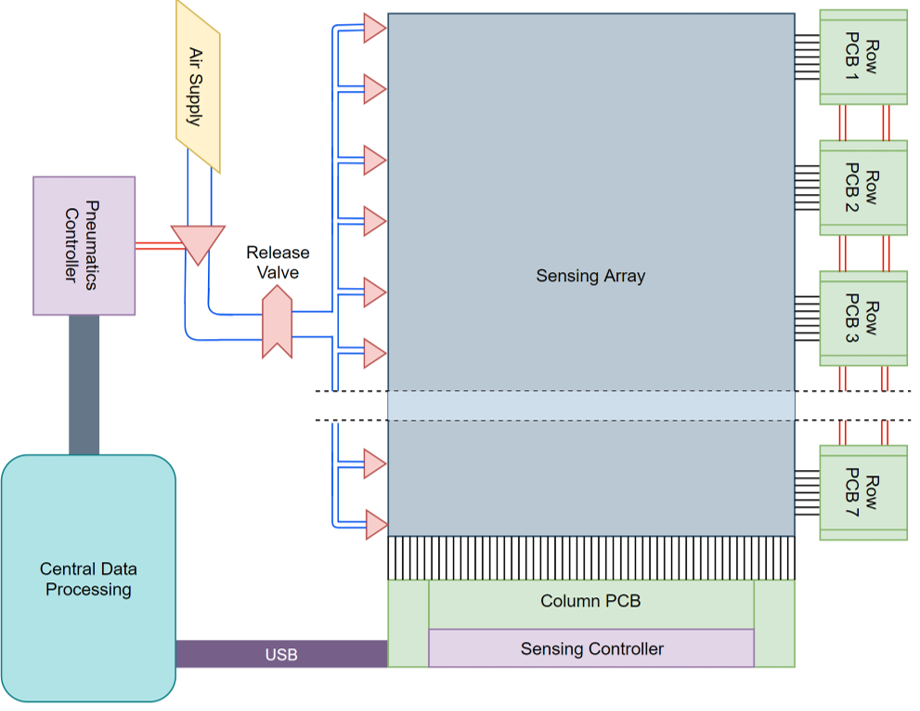 Air Supply
Pneumatics
Controller
Release
Valve
Sensing Array
Row
PCB 1
Row
PCB 2
Row
PCB 3
Row
PCB 7
Central Data
Processing
USB
Column PCB
Sensing Controller